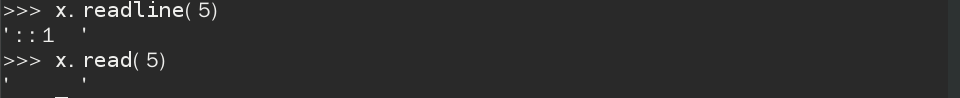 >>> x.readline(5)
'::1  '
>>> x.read(5)
'     '